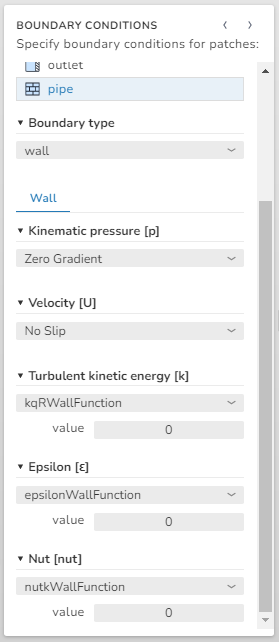 BOUNDARY CONDITIONS
Specify boundary conditions for patches:
outlet
pipe
Boundary type
wall
Wall
Kinematic pressure [p]
Zero Gradient
Velocity [U]
No Slip
Turbulent kinetic energy [k]
kqRWallFunction
value 0
Epsilon [ε]
epsilonWallFunction
value 0
Nut [nut]
nutkWallFunction
value 0